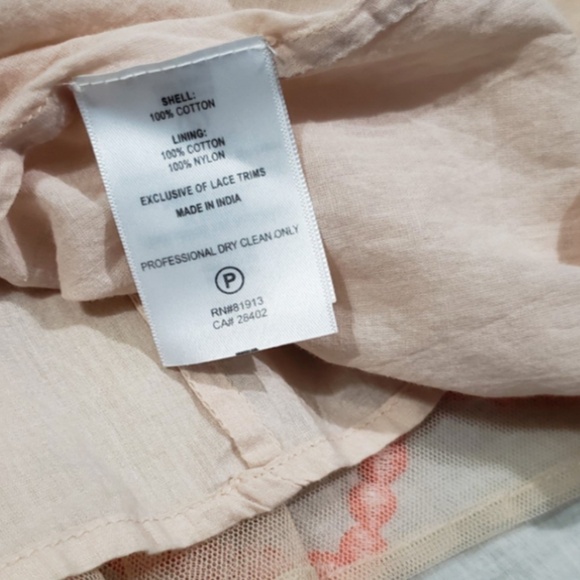 SHELL:
100% COTTON
LINING:
100% COTTON
100% NYLON
EXCLUSIVE OF LACE TRIMS
MADE IN INDIA
PROFESSIONAL DRY CLEAN ONLY
P
RN#81913
CA# 28402